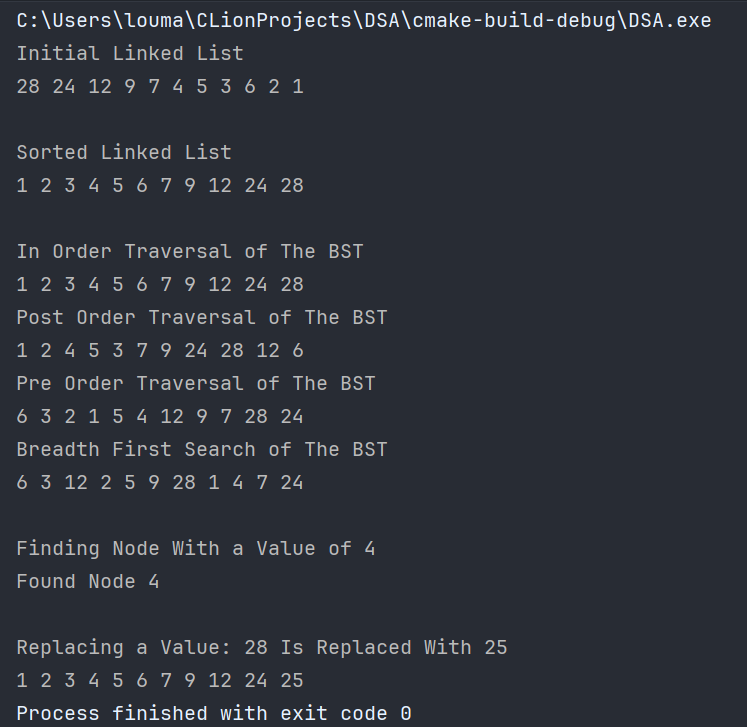 C:\Users\louma\CLionProjects\DSA\cmake-build-debug\DSA.exe
Initial Linked List
28 24 12 9 7 4 5 3 6 2 1
Sorted Linked List
1 2 3 4 5 6 7 9 12 24 28
In Order Traversal of The BST
1 2 3 4 5 6 7 9 12 24 28
Post Order Traversal of The BST
1 2 4 5 3 7 9 24 28 12 6
Pre Order Traversal of The BST
6 3 2 1 5 4 12 9 7 28 24
Breadth First Search of The BST
6 3 12 2 5 9 28 1 4 7 24
Finding Node With a Value of 4
Found Node 4
Replacing a Value: 28 Is Replaced With 25
1 2 3 4 5 6 7 9 12 24 25
Process finished with exit code 0